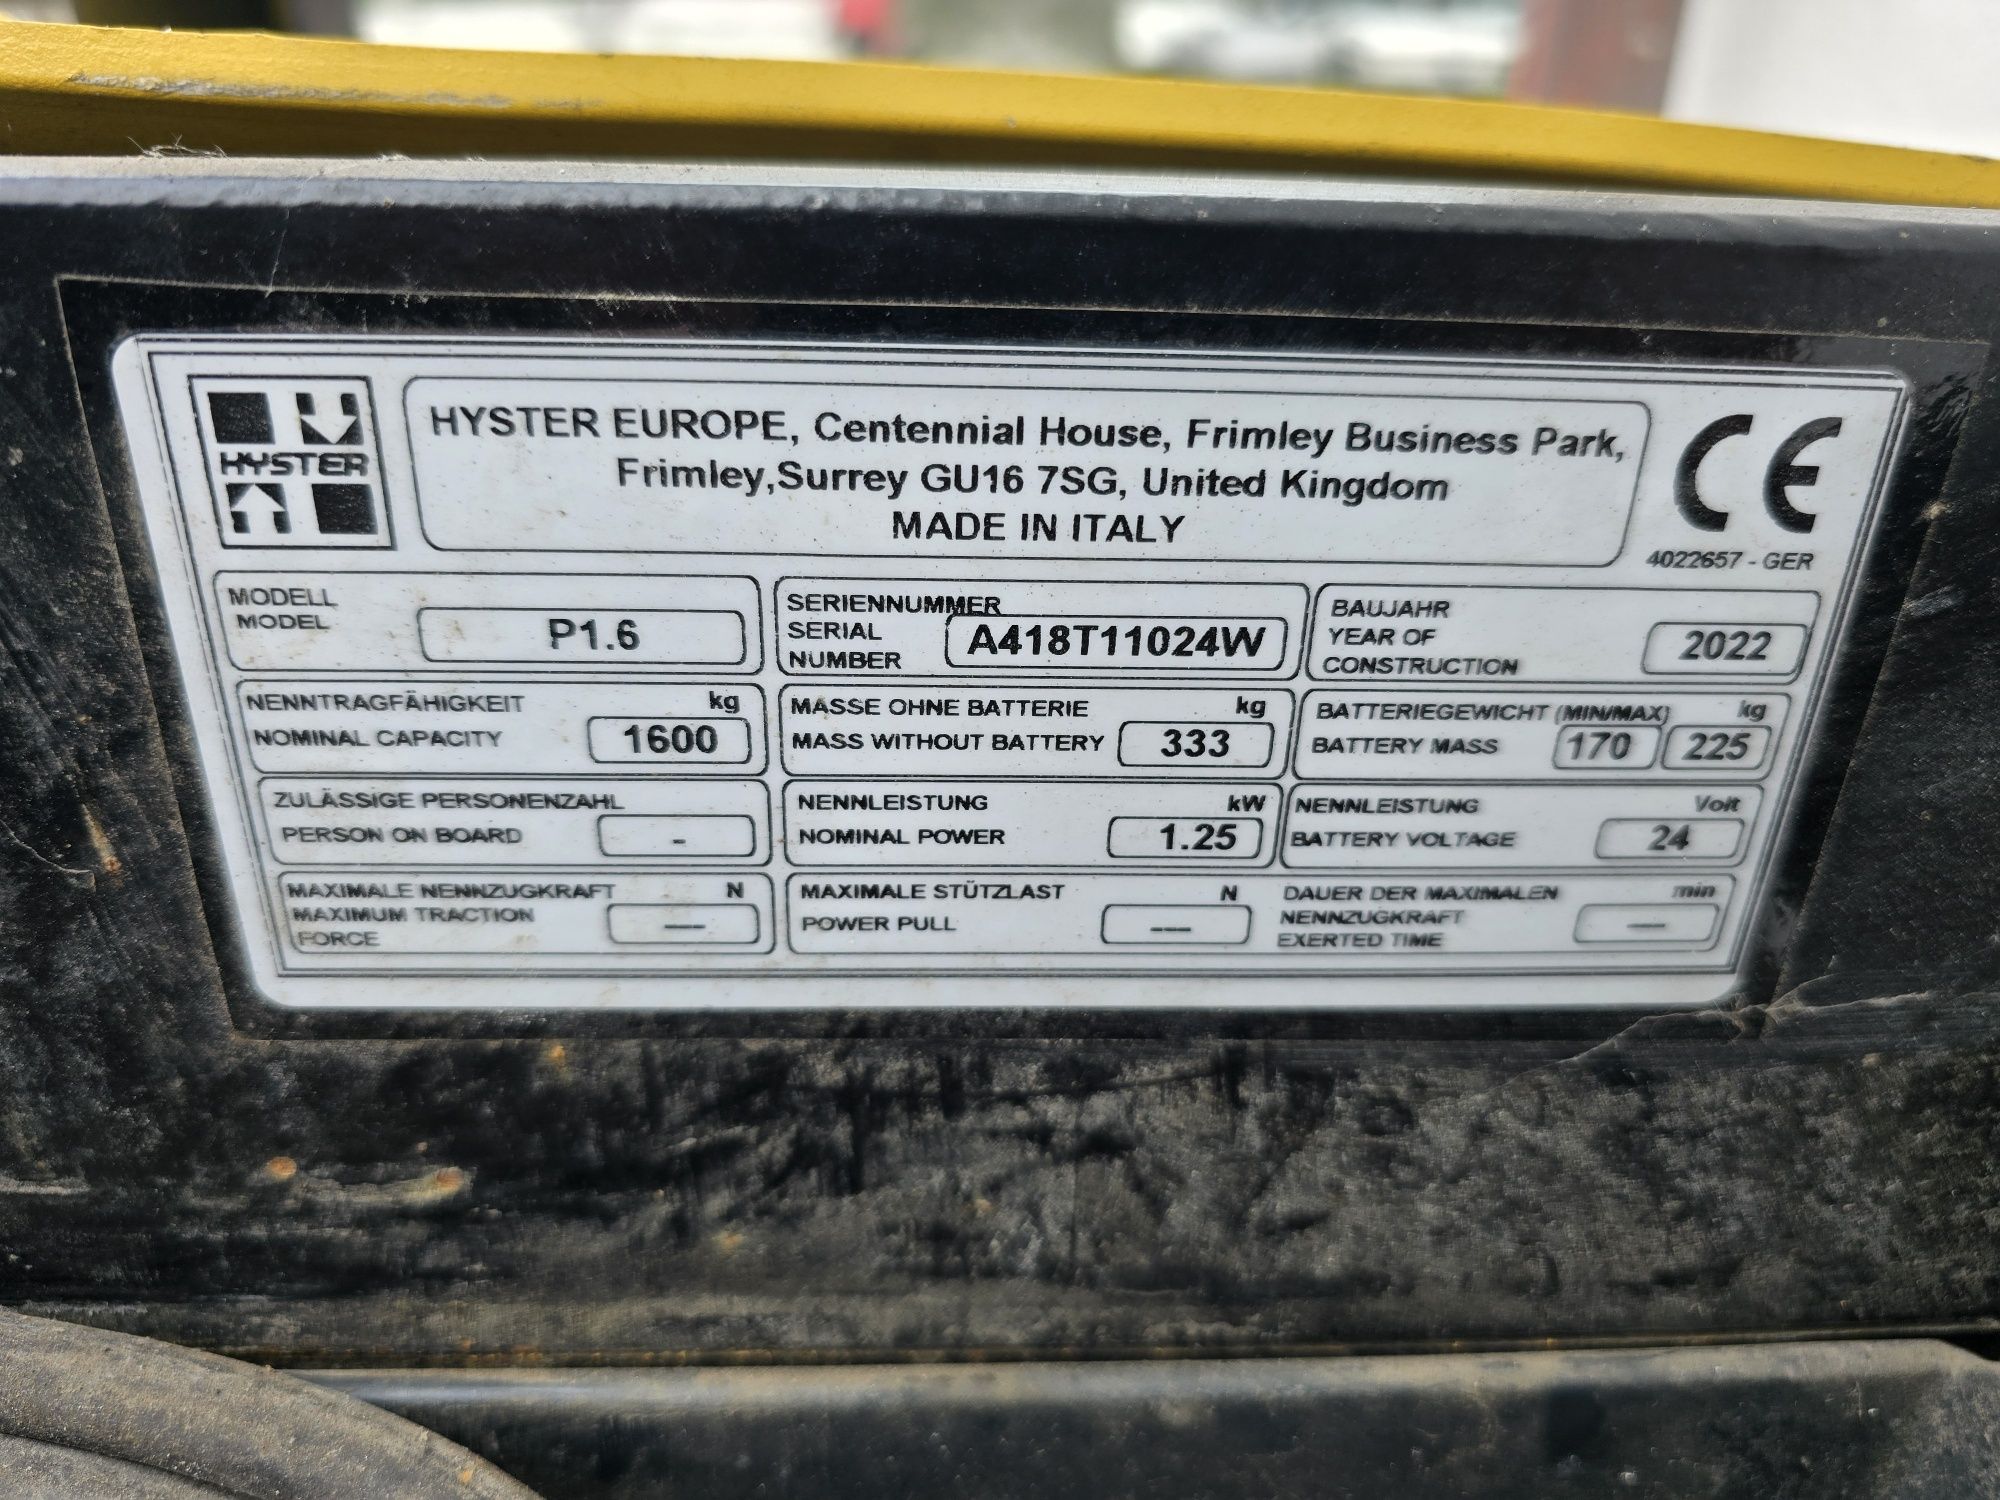 HYSTER
HYSTER EUROPE, Centennial House, Frimley Business Park,
Frimley,Surrey GU16 7SG, United Kingdom
MADE IN ITALY
CE
4022657 - GER
MODELL
MODEL
P1.6
SERIENNUMMER
SERIAL
NUMBER
A418T11024W
BAUJAHR
YEAR OF
CONSTRUCTION
2022
NENNTRAGFÄHIGKEIT kg
NOMINAL CAPACITY 1600
MASSE OHNE BATTERIE kg
MASS WITHOUT BATTERY 333
BATTERIEGEWICHT (MIN/MAX) kg
BATTERY MASS 170 225
ZULÄSSIGE PERSONENZAHL
PERSON ON BOARD -
NENNLEISTUNG kW
NOMINAL POWER 1.25
NENNLEISTUNG Volt
BATTERY VOLTAGE 24
MAXIMALE NENNZUGKRAFT N
MAXIMUM TRACTION
FORCE ---
MAXIMALE STÜTZLAST N
POWER PULL ---
DAUER DER MAXIMALEN min
NENNZUGKRAFT
EXERTED TIME ---